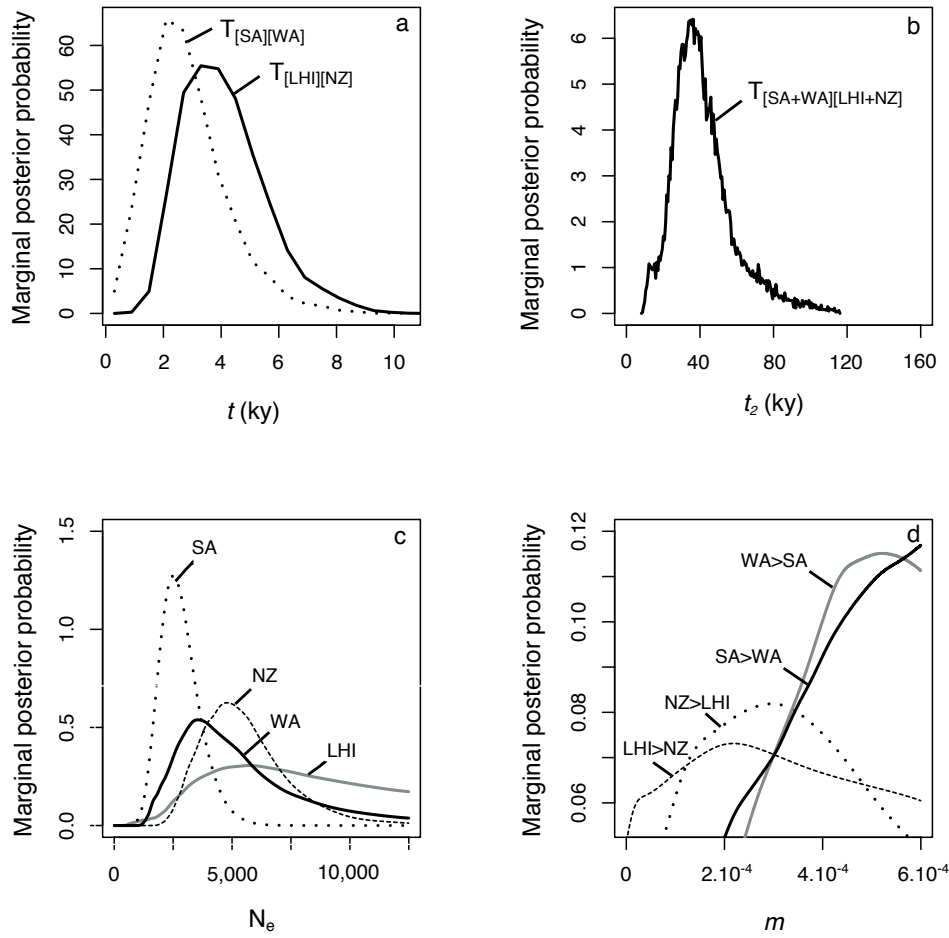 a
T[SA][WA]
T[LHI][NZ]
Marginal posterior probability
0 10 20 30 40 50 60
0 2 4 6 8 10
t (ky)
b
T[SA+WA][LHI+NZ]
Marginal posterior probability
0 1 2 3 4 5 6
0 40 80 120 160
t2 (ky)
c
SA
NZ
WA
LHI
Marginal posterior probability
0.0 0.5 1.0 1.5
0 5,000 10,000
Ne
d
WA>SA
SA>WA
NZ>LHI
LHI>NZ
Marginal posterior probability
0.06 0.08 0.10 0.12
0 2.10-4 4.10-4 6.10-4
m